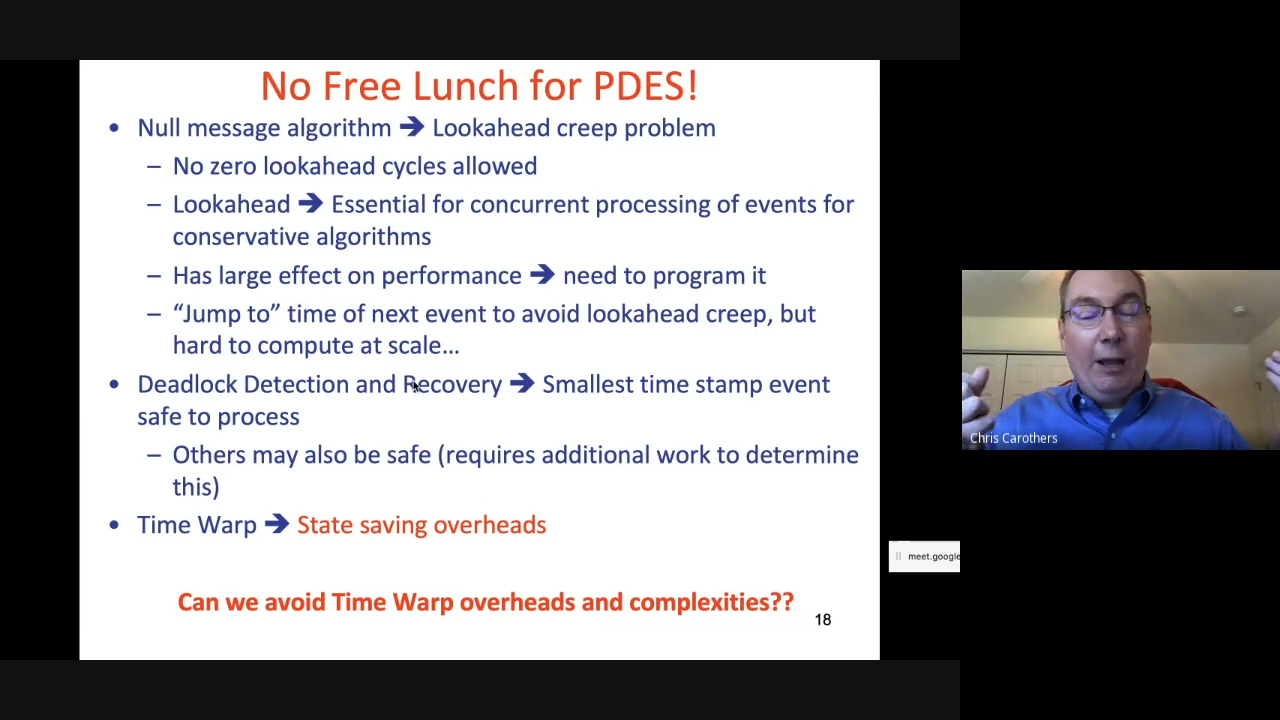 No Free Lunch for PDES!
• Null message algorithm ➔ Lookahead creep problem
– No zero lookahead cycles allowed
– Lookahead ➔ Essential for concurrent processing of events for
conservative algorithms
– Has large effect on performance ➔ need to program it
– “Jump to” time of next event to avoid lookahead creep, but
hard to compute at scale…
• Deadlock Detection and Recovery ➔ Smallest time stamp event
safe to process
– Others may also be safe (requires additional work to determine
this)
• Time Warp ➔ State saving overheads
Can we avoid Time Warp overheads and complexities??
18
Chris Carothers
meet.google